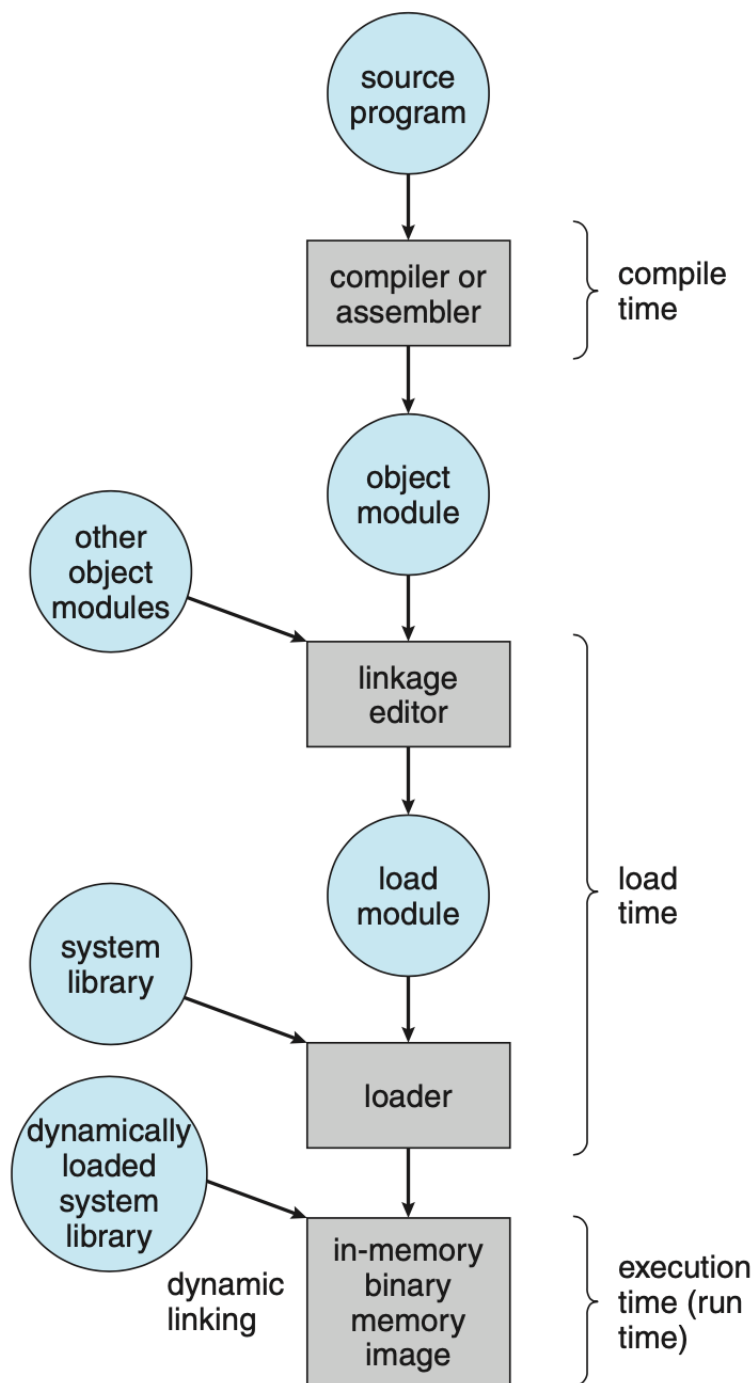 source
program
compiler or
assembler
compile
time
object
module
other
object
modules
linkage
editor
load
module
load
time
system
library
loader
dynamically
loaded
system
library
dynamic
linking
in-memory
binary
memory
image
execution
time (run
time)